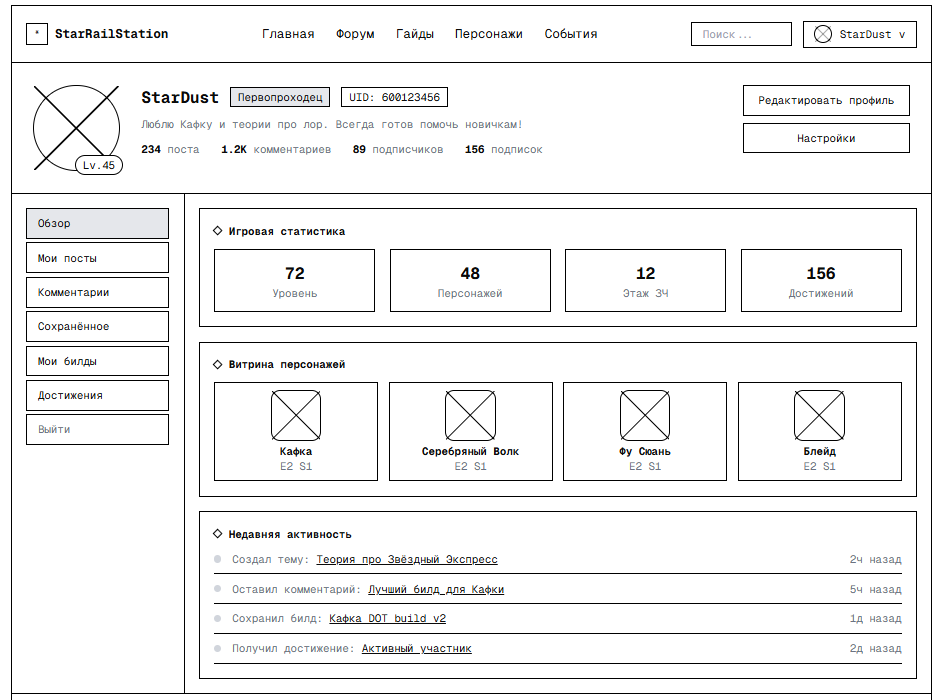 * StarRailStation Главная Форум Гайды Персонажи События Поиск... StarDust v
StarDust Первопроходец UID: 600123456
Люблю Кафку и теории про лор. Всегда готов помочь новичкам!
234 поста 1.2K комментариев 89 подписчиков 156 подписок
Lv.45
Редактировать профиль
Настройки
Обзор
Мои посты
Комментарии
Сохранённое
Мои билды
Достижения
Выйти
Игровая статистика
72 48 12 156
Уровень Персонажей Этаж ЗЧ Достижений
Витрина персонажей
Кафка Серебряный Волк Фу Сюань Блейд
E2 S1 E2 S1 E2 S1 E2 S1
Недавняя активность
Создал тему: Теория про Звёздный Экспресс 2ч назад
Оставил комментарий: Лучший билд для Кафки 5ч назад
Сохранил билд: Кафка DOT build v2 1д назад
Получил достижение: Активный участник 2д назад